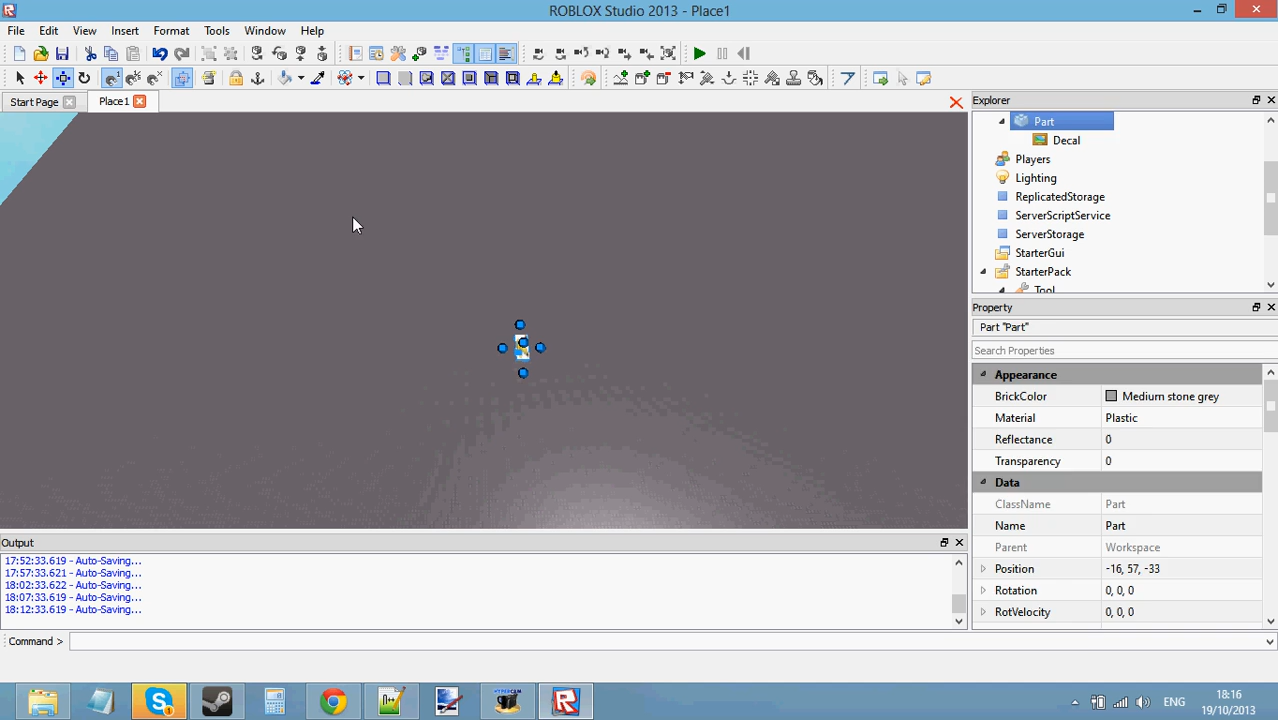 ROBLOX Studio 2013 - Place1
File Edit View Insert Format Tools Window Help
Start Page Place1
Explorer
Part
Decal
Players
Lighting
ReplicatedStorage
ServerScriptService
ServerStorage
StarterGui
StarterPack
Tool
Property
Part "Part"
Search Properties
Appearance
BrickColor Medium stone grey
Material Plastic
Reflectance 0
Transparency 0
Data
ClassName Part
Name Part
Parent Workspace
Position -16, 57, -33
Rotation 0, 0, 0
RotVelocity 0, 0, 0
Output
17:52:33.619 - Auto-Saving...
17:57:33.621 - Auto-Saving...
18:02:33.622 - Auto-Saving...
18:07:33.619 - Auto-Saving...
18:12:33.619 - Auto-Saving...
Command >
ENG
18:16
19/10/2013